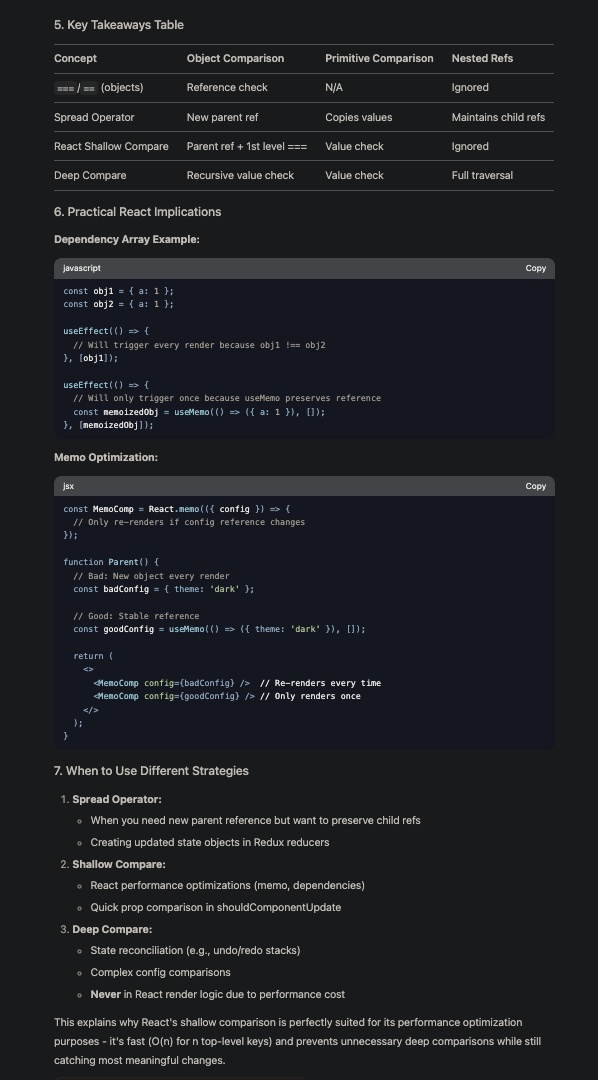 5. Key Takeaways Table
Concept Object Comparison Primitive Comparison Nested Refs
=== / == (objects) Reference check N/A Ignored
Spread Operator New parent ref Copies values Maintains child refs
React Shallow Compare Parent ref + 1st level === Value check Ignored
Deep Compare Recursive value check Value check Full traversal
6. Practical React Implications
Dependency Array Example:
javascript Copy
const obj1 = { a: 1 };
const obj2 = { a: 1 };
useEffect(() => {
// Will trigger every render because obj1 !== obj2
}, [obj1]);
useEffect(() => {
// Will only trigger once because useMemo preserves reference
const memoizedObj = useMemo(() => ({ a: 1 }), []);
}, [memoizedObj]);
Memo Optimization:
jsx Copy
const MemoComp = React.memo(({ config }) => {
// Only re-renders if config reference changes
});
function Parent() {
// Bad: New object every render
const badConfig = { theme: 'dark' };
// Good: Stable reference
const goodConfig = useMemo(() => ({ theme: 'dark' }), []);
return (
<>
<MemoComp config={badConfig} /> // Re-renders every time
<MemoComp config={goodConfig} /> // Only renders once
</>
);
}
7. When to Use Different Strategies
1. Spread Operator:
◦ When you need new parent reference but want to preserve child refs
◦ Creating updated state objects in Redux reducers
2. Shallow Compare:
◦ React performance optimizations (memo, dependencies)
◦ Quick prop comparison in shouldComponentUpdate
3. Deep Compare:
◦ State reconciliation (e.g., undo/redo stacks)
◦ Complex config comparisons
◦ Never in React render logic due to performance cost
This explains why React's shallow comparison is perfectly suited for its performance optimization
purposes - it's fast (O(n) for n top-level keys) and prevents unnecessary deep comparisons while still
catching most meaningful changes.